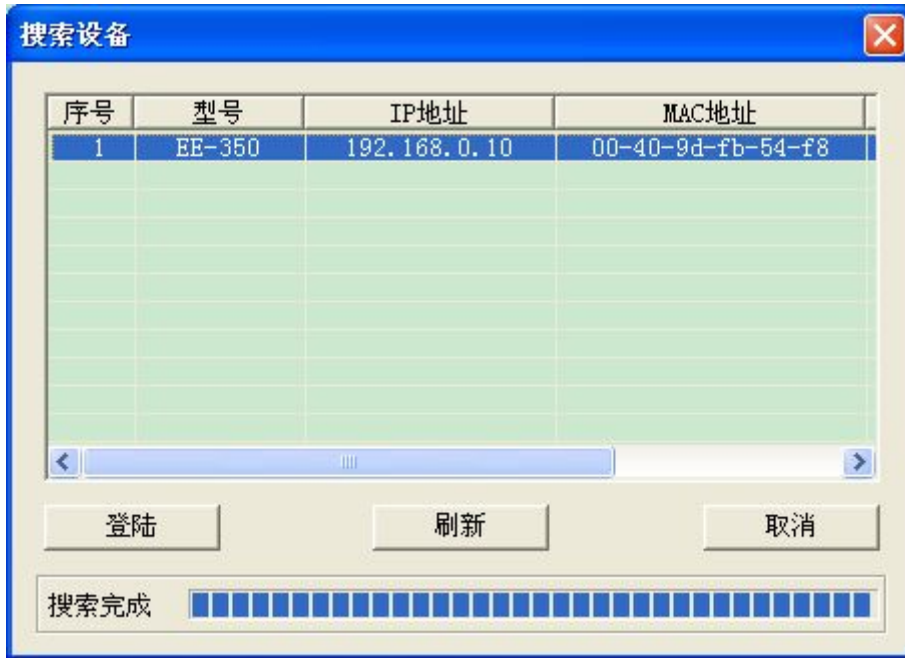 搜索设备
序号 型号 IP地址 MAC地址
1 EE-350 192.168.0.10 00-40-9d-fb-54-f8
登陆 刷新 取消
搜索完成